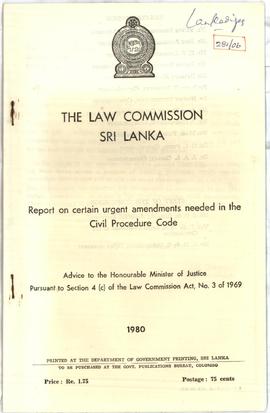 281/06
THE LAW COMMISSION
SRI LANKA
Report on certain urgent amendments needed in the
Civil Procedure Code
Advice to the Honourable Minister of Justice
Pursuant to Section 4 (c) of the Law Commission Act, No. 3 of 1969
1980
PRINTED AT THE DEPARTMENT OF GOVERNMENT PRINTING, SRI LANKA
TO BE PURCHASED AT THE GOVT. PUBLICATIONS BUREAU, COLOMBO
Price : Re. 1.75 Postage : 75 cents